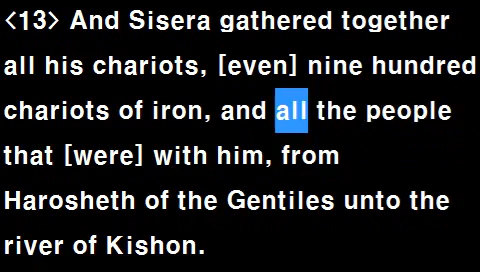 <13> And Sisera gathered together
all his chariots, [even] nine hundred
chariots of iron, and all the people
that [were] with him, from
Harosheth of the Gentiles unto the
river of Kishon.